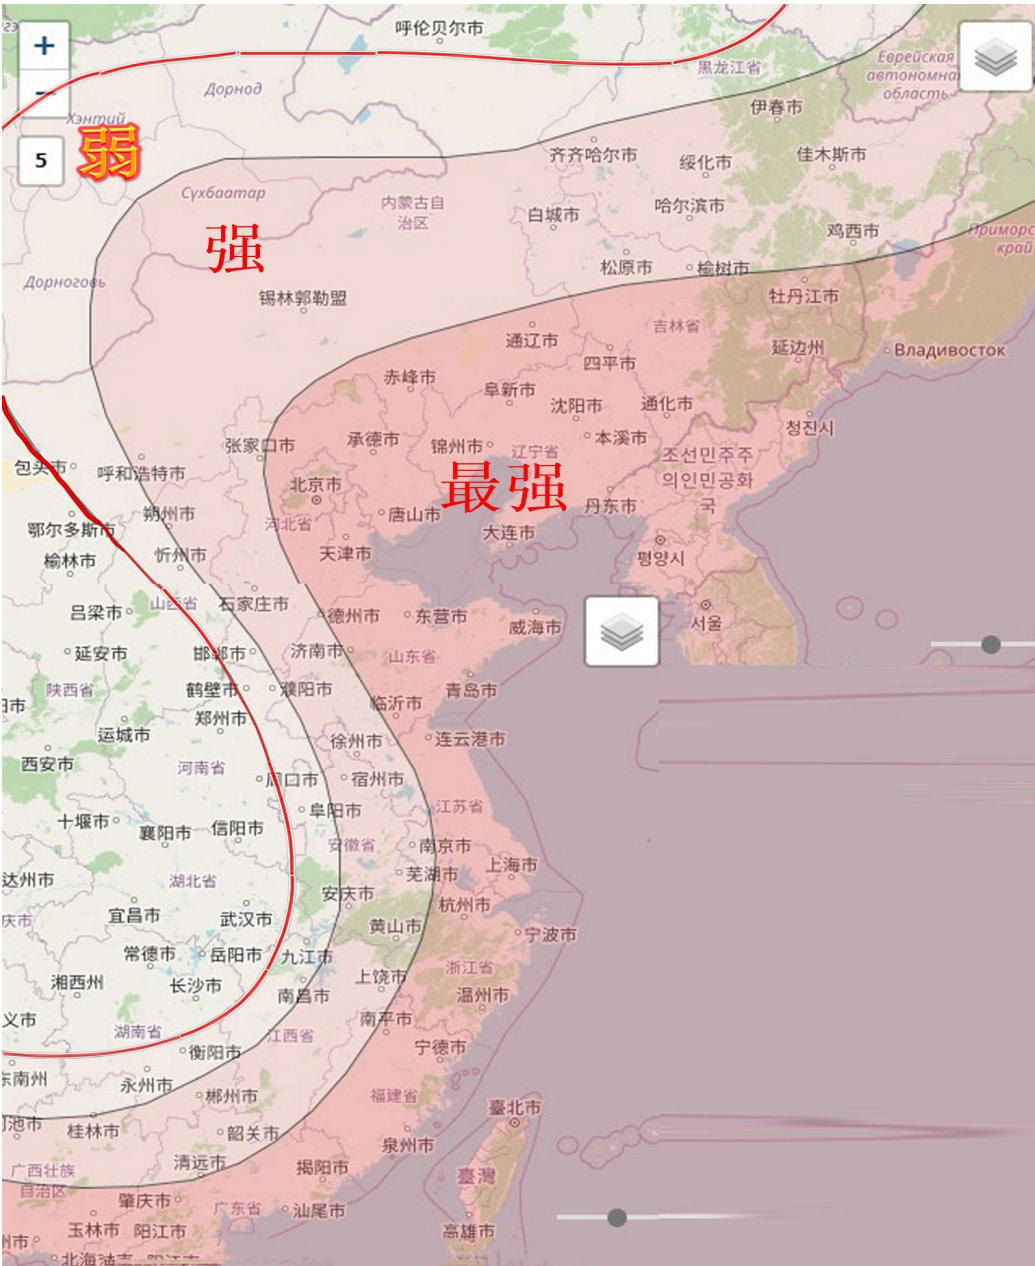 呼伦贝尔市
+
黑龙江省
Еврейская
автономна
область
Дорнод
−
Хэнтий
弱
伊春市
5
齐齐哈尔市
绥化市
佳木斯市
Сүхбаатар
内蒙古自
治区
白城市
哈尔滨市
鸡西市
Приморс
край
强
Дорноговь
松原市
榆树市
锡林郭勒盟
牡丹江市
吉林省
通辽市
延边州
Владивосток
四平市
赤峰市
阜新市
沈阳市
通化市
청진시
张家口市
承德市
锦州市
辽宁省
本溪市
조선민주주
의인민공화
국
包头市
呼和浩特市
北京市
最强
丹东市
朔州市
河北省
唐山市
大连市
鄂尔多斯市
忻州市
天津市
평양시
榆林市
山西省
石家庄市
吕梁市
德州市
东营市
威海市
서울
延安市
邯郸市
济南市
山东省
陕西省
鹤壁市
濮阳市
青岛市
阳市
郑州市
临沂市
运城市
徐州市
连云港市
西安市
河南省
周口市
宿州市
十堰市
襄阳市
信阳市
阜阳市
江苏省
安徽省
南京市
达州市
湖北省
芜湖市
上海市
安庆市
庆市
宜昌市
武汉市
杭州市
黄山市
宁波市
常德市
岳阳市
九江市
湘西州
长沙市
南昌市
上饶市
浙江省
温州市
义市
湖南省
江西省
南平市
衡阳市
宁德市
东南州
永州市
郴州市
福建省
臺北市
河池市
桂林市
韶关市
泉州市
广西壮族
自治区
清远市
揭阳市
臺灣
肇庆市
广东省
汕尾市
玉林市
阳江市
高雄市
州市
北海市